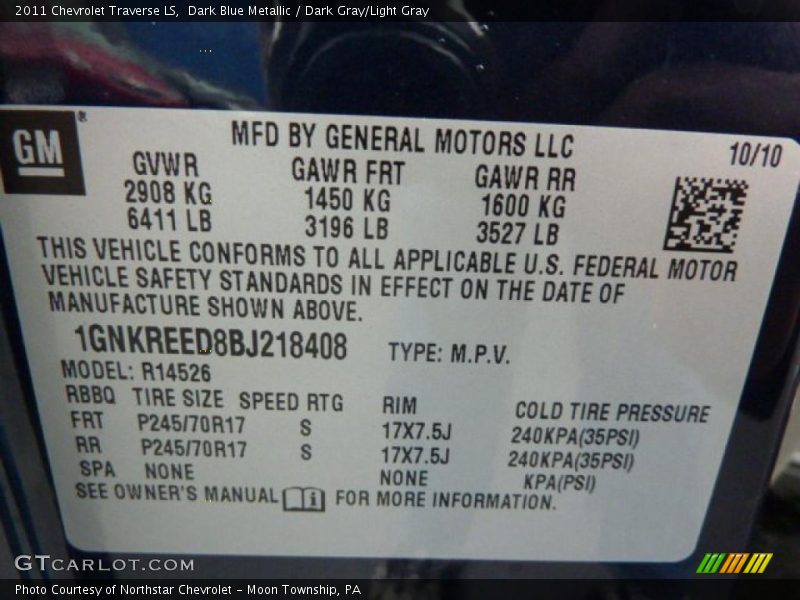 2011 Chevrolet Traverse LS, Dark Blue Metallic / Dark Gray/Light Gray
GM®
MFD BY GENERAL MOTORS LLC
10/10
GVWR GAWR FRT GAWR RR
2908 KG 1450 KG 1600 KG
6411 LB 3196 LB 3527 LB
THIS VEHICLE CONFORMS TO ALL APPLICABLE U.S. FEDERAL MOTOR
VEHICLE SAFETY STANDARDS IN EFFECT ON THE DATE OF
MANUFACTURE SHOWN ABOVE.
1GNKREED8BJ218408 TYPE: M.P.V.
MODEL: R14526
RBBQ TIRE SIZE SPEED RTG RIM COLD TIRE PRESSURE
FRT P245/70R17 S 17X7.5J 240KPA(35PSI)
RR P245/70R17 S 17X7.5J 240KPA(35PSI)
SPA NONE NONE KPA(PSI)
SEE OWNER'S MANUAL i FOR MORE INFORMATION.
GTCARLOT.COM
Photo Courtesy of Northstar Chevrolet - Moon Township, PA